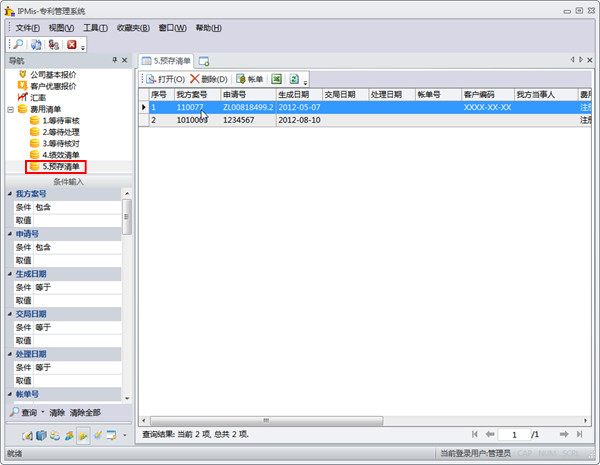 IPMis-专利管理系统
文件(F) 视图(V) 工具(T) 收藏夹(B) 窗口(W) 帮助(H)
导航
公司基本报价
客户优惠报价
汇率
费用清单
1.等待审核
2.等待处理
3.等待核对
4.绩效清单
5.预存清单
条件输入
我方案号
条件 包含
取值
申请号
条件 包含
取值
生成日期
条件 等于
取值
交局日期
条件 等于
取值
处理日期
条件 等于
取值
帐单号
查询 清除 清除全部
5.预存清单
打开(O) 删除(D) 帐单
序号 我方案号 申请号 生成日期 交局日期 处理日期 帐单号 客户编码 我方当事人 费用
1 110077 ZL00818499.2 2012-05-07 XXXX-XX-XX 注册
2 1234567 2012-08-10 注册
查询结果: 当前 2 项, 总共 2 项.
1 /1
就绪
当前登录用户:管理员 CAP NUM SCRL